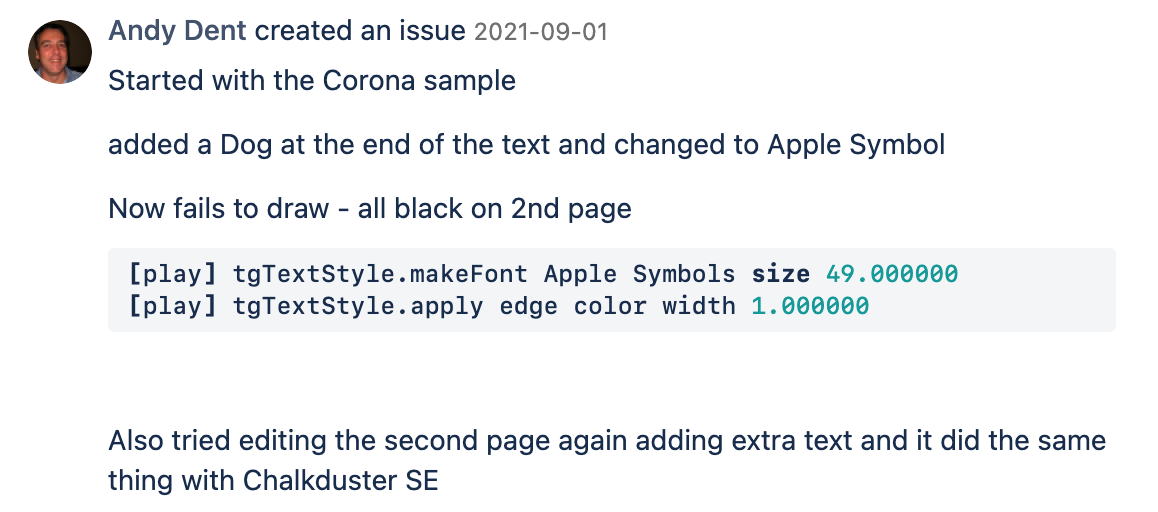 Andy Dent created an issue 2021-09-01
Started with the Corona sample
added a Dog at the end of the text and changed to Apple Symbol
Now fails to draw - all black on 2nd page
[play] tgTextStyle.makeFont Apple Symbols size 49.000000
[play] tgTextStyle.apply edge color width 1.000000
Also tried editing the second page again adding extra text and it did the same
thing with Chalkduster SE